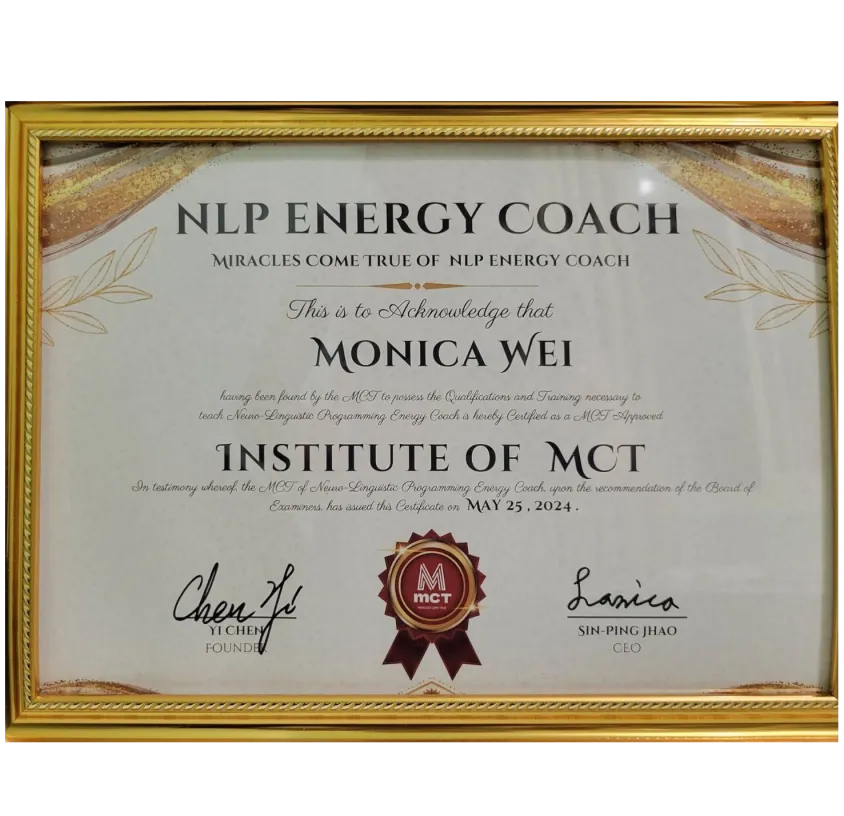 NLP ENERGY COACH
MIRACLES COME TRUE OF NLP ENERGY COACH
This is to Acknowledge that
MONICA WEI
having been found by the MCT to possess the Qualifications and Training necessary to
teach Neuro-Linguistic Programming Energy Coach is hereby Certified as a MCT Approved
INSTITUTE OF MCT
In testimony whereof, the MCT of Neuro-Linguistic Programming Energy Coach, upon the recommendation of the Board of
Examiners, has issued this Certificate on MAY 25, 2024.
M
MCT
MIRACLES COME TRUE
Chen Yi
YI CHEN
FOUNDER
Lanica
SIN-PING JHAO
CEO